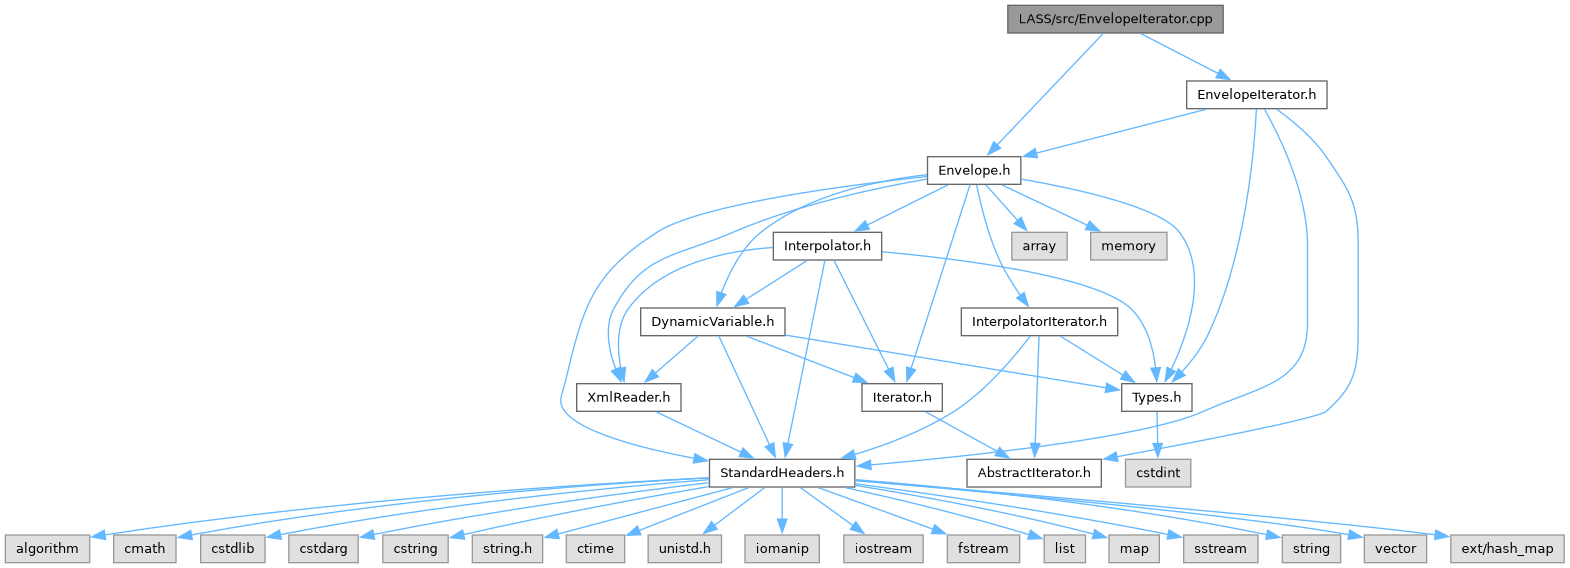 LASS/src/EnvelopeIterator.cpp
EnvelopeIterator.h
Envelope.h
Interpolator.h
array
memory
DynamicVariable.h
InterpolatorIterator.h
XmlReader.h
Iterator.h
Types.h
StandardHeaders.h
AbstractIterator.h
cstdint
algorithm
cmath
cstdlib
cstdarg
cstring
string.h
ctime
unistd.h
iomanip
iostream
fstream
list
map
sstream
string
vector
ext/hash_map